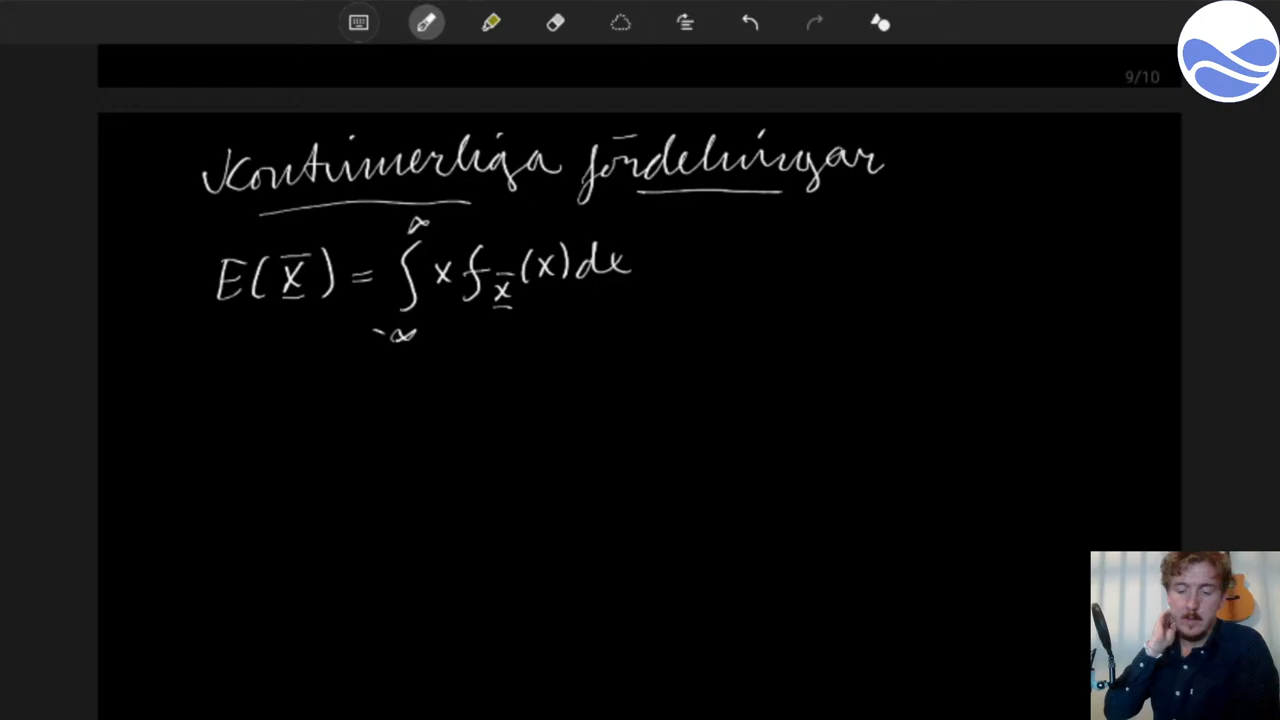 9/10
Kontinuerliga fördelningar
E(X) = ∫_{-∞}^{∞} x f_X(x) dx